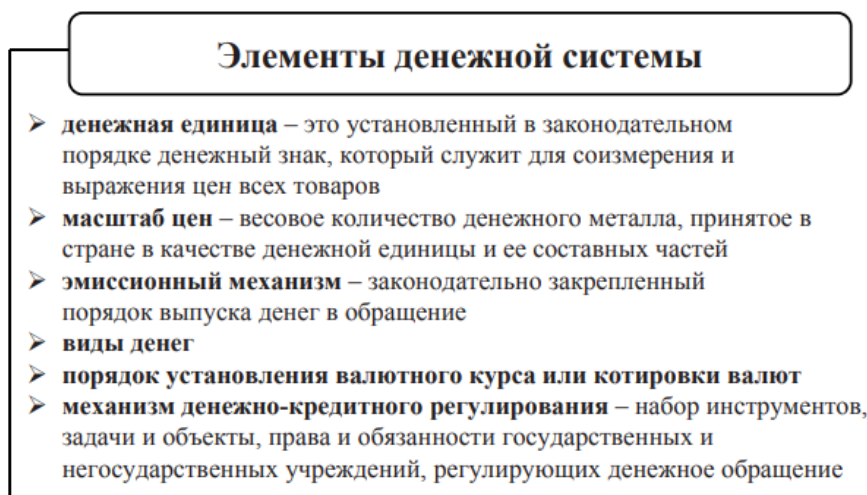 Элементы денежной системы
➢ денежная единица – это установленный в законодательном
порядке денежный знак, который служит для соизмерения и
выражения цен всех товаров
➢ масштаб цен – весовое количество денежного металла, принятое в
стране в качестве денежной единицы и ее составных частей
➢ эмиссионный механизм – законодательно закрепленный
порядок выпуска денег в обращение
➢ виды денег
➢ порядок установления валютного курса или котировки валют
➢ механизм денежно-кредитного регулирования – набор инструментов,
задачи и объекты, права и обязанности государственных и
негосударственных учреждений, регулирующих денежное обращение